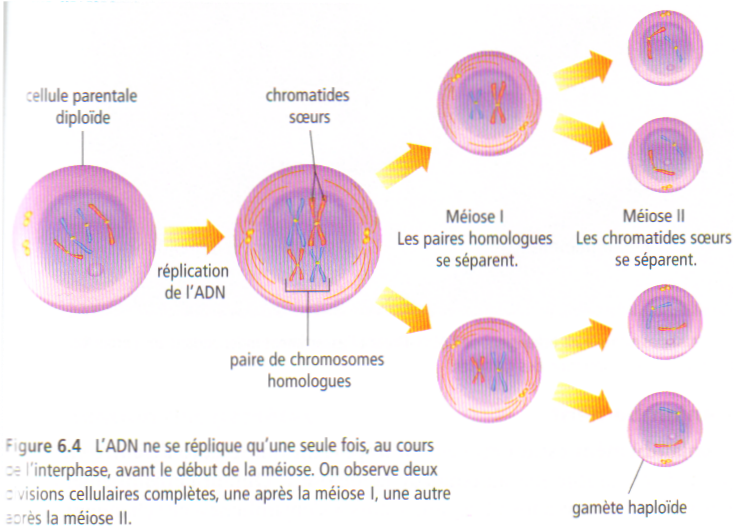 cellule parentale
diploïde
chromatides
sœurs
réplication
de l'ADN
paire de chromosomes
homologues
Méiose I
Les paires homologues
se séparent.
Méiose II
Les chromatides sœurs
se séparent.
gamète haploïde
Figure 6.4 L'ADN ne se réplique qu'une seule fois, au cours
de l'interphase, avant le début de la méiose. On observe deux
divisions cellulaires complètes, une après la méiose I, une autre
après la méiose II.